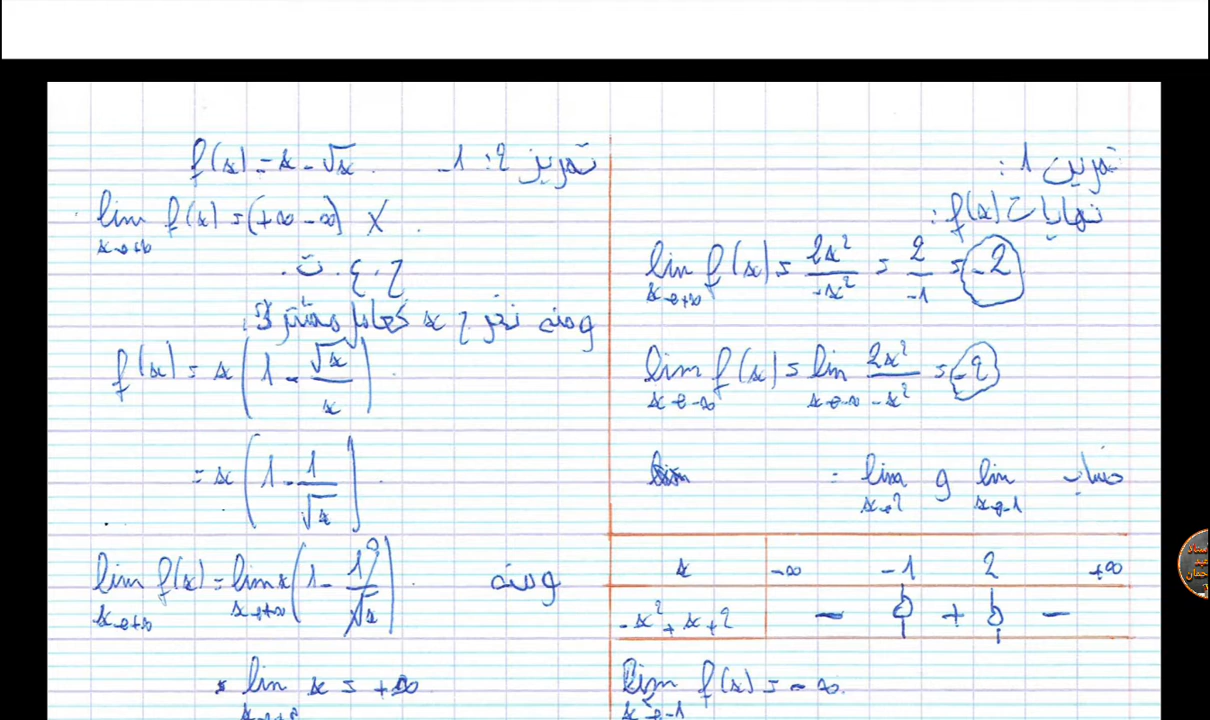 تمرين 1 :
نهايات f(x) :
lim x→+∞ f(x) = 2x²/-x² = 2/-1 = -2
lim x→-∞ f(x) = lim x→-∞ 2x²/-x² = -2
حساب lim x→-1 و lim x→2 :
x -∞ -1 2 +∞
-x²+x+2 - 0 + 0 -
lim x→-1 f(x) = -∞.
تمرين 2: 1- f(x) = x - √x.
lim x→+∞ f(x) = (+∞ - ∞) X.
ح.ع.ت.
ومنه نخرج x كعامل مشترك:
f(x) = x(1 - √x/x).
= x(1 - 1/√x).
ومنه lim x→+∞ f(x) = lim x→+∞ x(1 - 1/√x). 0
= lim x→+∞ x = +∞